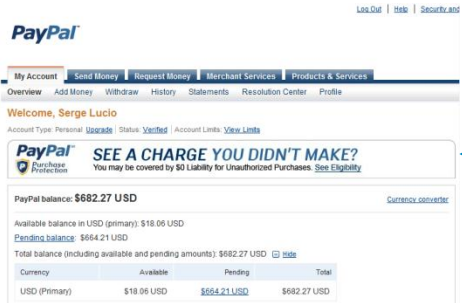 Log Out | Help | Security and
PayPal
My Account Send Money Request Money Merchant Services Products & Services
Overview Add Money Withdraw History Statements Resolution Center Profile
Welcome, Serge Lucio
Account Type: Personal Upgrade | Status: Verified | Account Limits: View Limits
PayPal Purchase Protection
SEE A CHARGE YOU DIDN'T MAKE?
You may be covered by $0 Liability for Unauthorized Purchases. See Eligibility
PayPal balance: $682.27 USD Currency converter
Available balance in USD (primary): $18.06 USD
Pending balance: $664.21 USD
Total balance (including available and pending amounts): $682.27 USD Hide
Currency Available Pending Total
USD (Primary) $18.06 USD $664.21 USD $682.27 USD